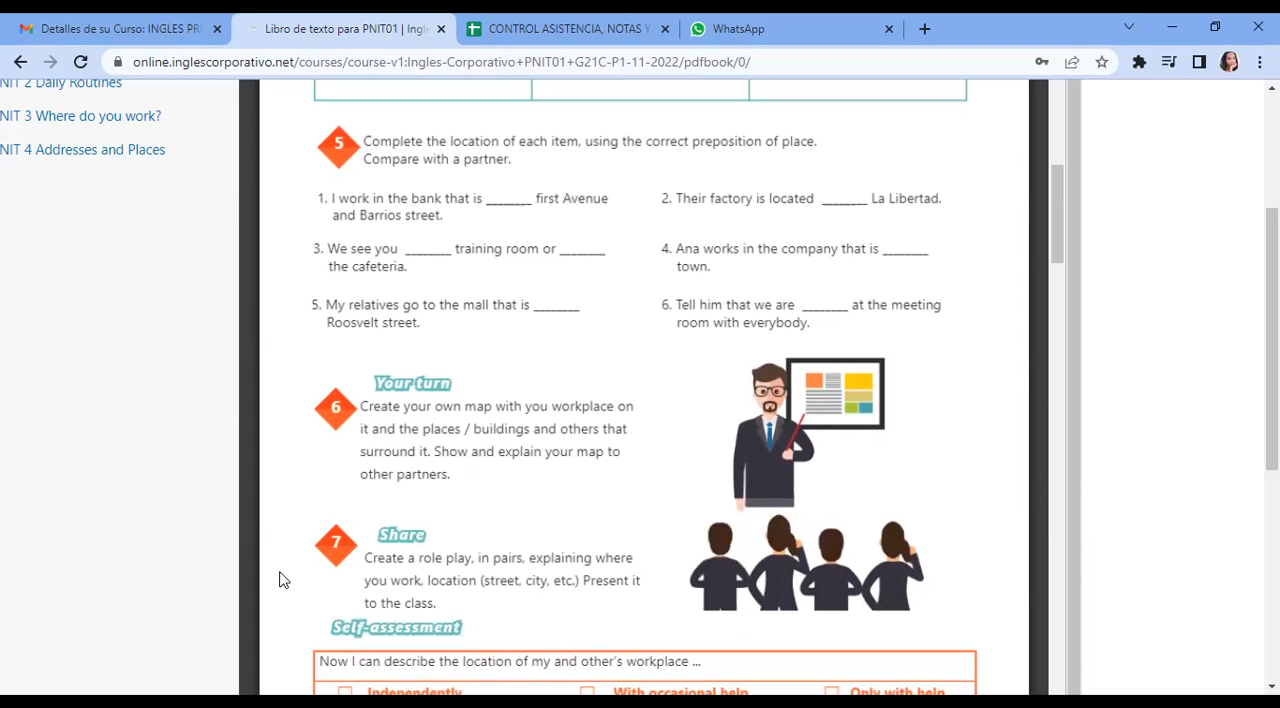 Detalles de su Curso: INGLES PRI
Libro de texto para PNIT01 | Ingl
CONTROL ASISTENCIA, NOTAS Y
WhatsApp
online.inglescorporativo.net/courses/course-v1:Ingles-Corporativo+PNIT01+G21C-P1-11-2022/pdfbook/0/
NIT 2 Daily Routines
NIT 3 Where do you work?
NIT 4 Addresses and Places
5 Complete the location of each item, using the correct preposition of place.
Compare with a partner.
1. I work in the bank that is _______ first Avenue
and Barrios street.
2. Their factory is located _______ La Libertad.
3. We see you _______ training room or _______
the cafeteria.
4. Ana works in the company that is _______
town.
5. My relatives go to the mall that is _______
Roosvelt street.
6. Tell him that we are _______ at the meeting
room with everybody.
Your turn
6 Create your own map with you workplace on
it and the places / buildings and others that
surround it. Show and explain your map to
other partners.
Share
7 Create a role play, in pairs, explaining where
you work, location (street, city, etc.) Present it
to the class.
Self-assessment
Now I can describe the location of my and other's workplace ...
Independently With occasional help Only with help